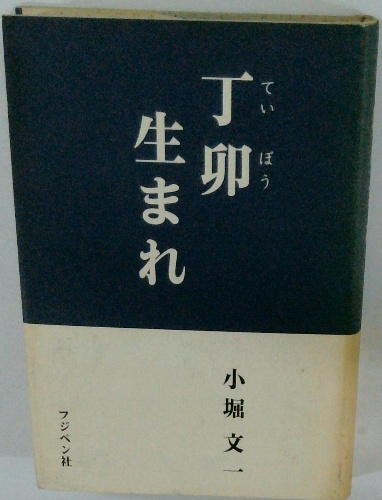 丁卯
ていぼう
生まれ
小堀文一
フジペン社